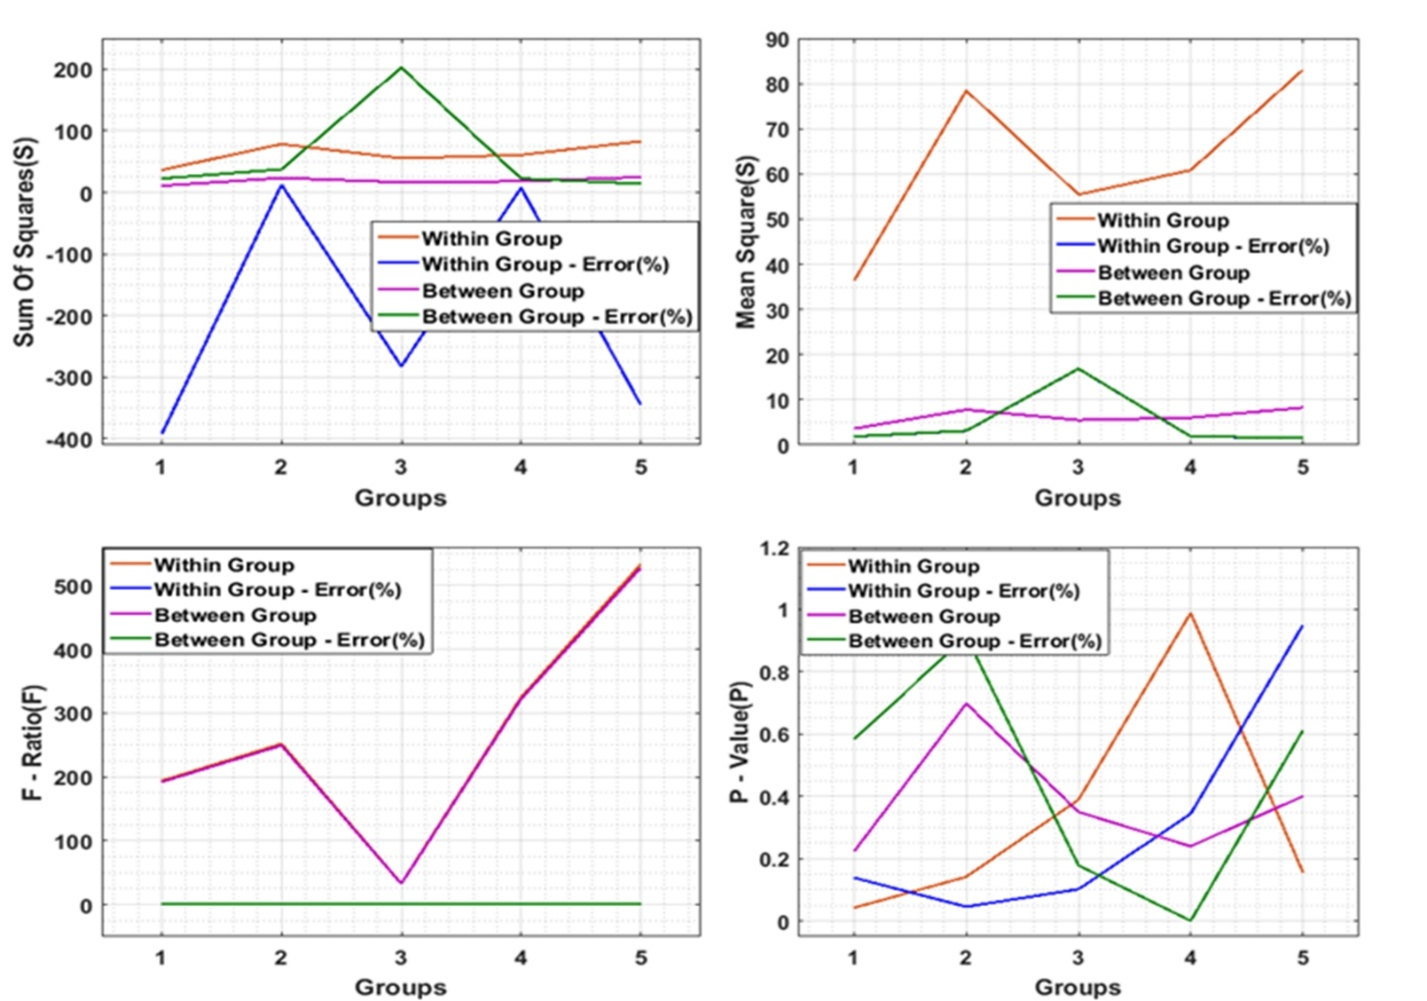 Sum Of Squares(S)
200
100
0
-100
-200
-300
-400
Within Group
Within Group - Error(%)
Between Group
Between Group - Error(%)
1 2 3 4 5
Groups
Mean Square(S)
90
80
70
60
50
40
30
20
10
0
Within Group
Within Group - Error(%)
Between Group
Between Group - Error(%)
1 2 3 4 5
Groups
F - Ratio(F)
500
400
300
200
100
0
Within Group
Within Group - Error(%)
Between Group
Between Group - Error(%)
1 2 3 4 5
Groups
P - Value(P)
1.2
1
0.8
0.6
0.4
0.2
0
Within Group
Within Group - Error(%)
Between Group
Between Group - Error(%)
1 2 3 4 5
Groups